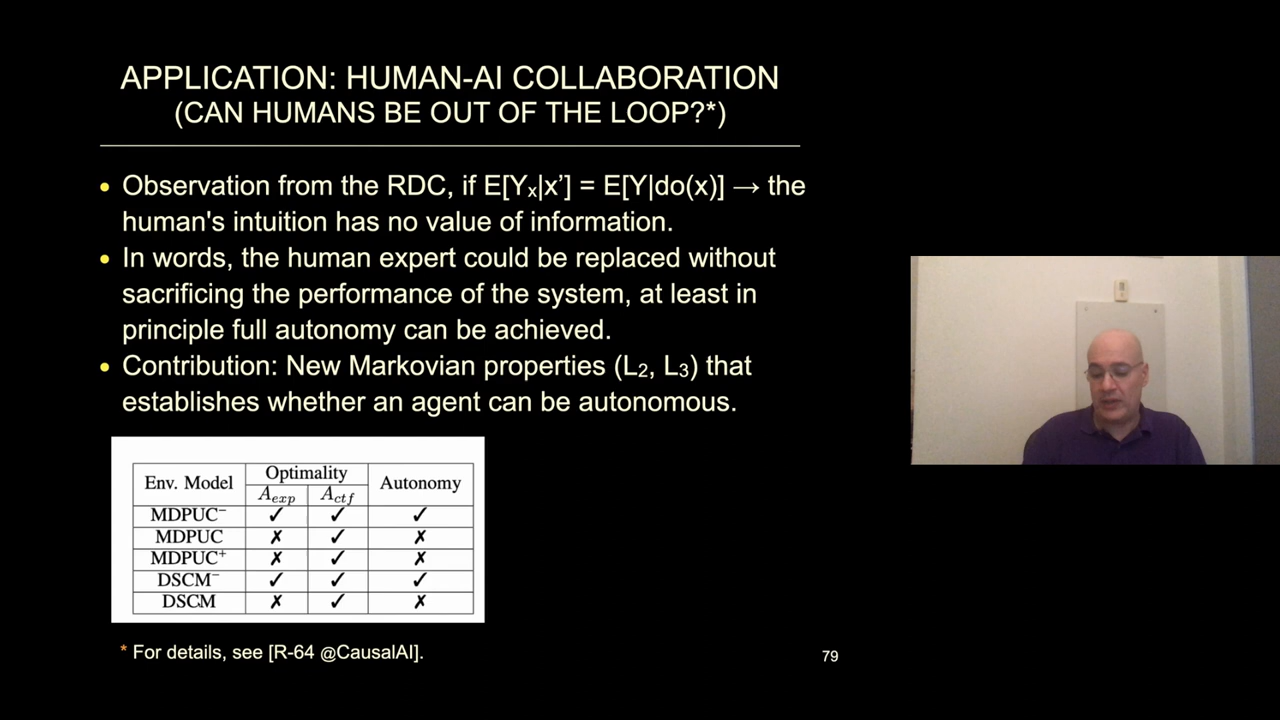 APPLICATION: HUMAN-AI COLLABORATION
(CAN HUMANS BE OUT OF THE LOOP?*)
• Observation from the RDC, if E[Yₓ|x’] = E[Y|do(x)] → the
human's intuition has no value of information.
• In words, the human expert could be replaced without
sacrificing the performance of the system, at least in
principle full autonomy can be achieved.
• Contribution: New Markovian properties (L₂, L₃) that
establishes whether an agent can be autonomous.
Env. Model Optimality Autonomy
A_exp A_ctf
MDPUC⁻ ✓ ✓ ✓
MDPUC ✗ ✓ ✗
MDPUC⁺ ✗ ✓ ✗
DSCM⁻ ✓ ✓ ✓
DSCM ✗ ✓ ✗
* For details, see [R-64 @CausalAI].
79